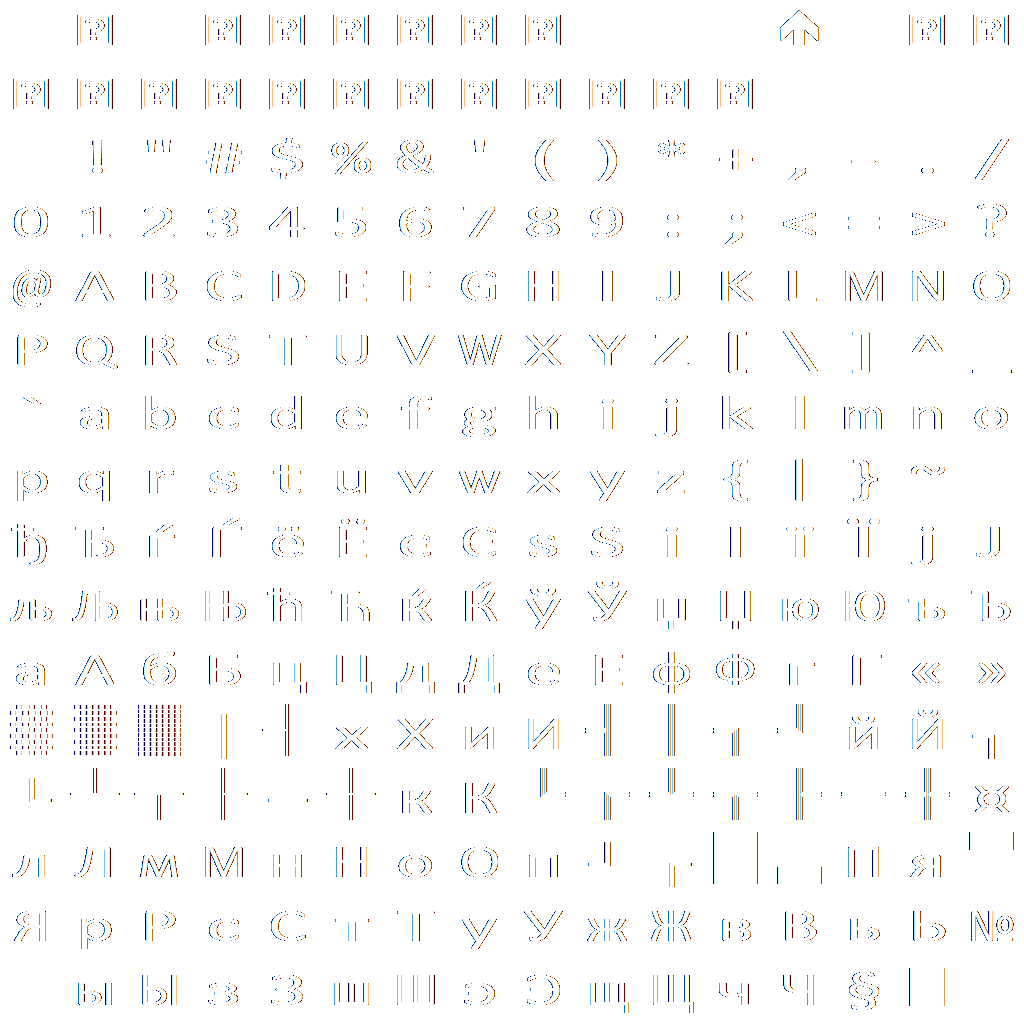 ! " # $ % & ' ( ) * + , - . /
0 1 2 3 4 5 6 7 8 9 : ; < = > ?
@ A B C D E F G H I J K L M N O
P Q R S T U V W X Y Z [ \ ] ^ _
` a b c d e f g h i j k l m n o
p q r s t u v w x y z { | } ~
ђ Ђ ѓ Ѓ ё Ё є Є ѕ Ѕ і І ї Ї ј Ј
љ Љ њ Њ ћ Ћ ќ Ќ ў Ў џ Џ ю Ю ъ Ъ
а А б Б ц Ц д Д е Е ф Ф г Г « »
░ ▒ ▓ │ ┤ х Х и И ╣ ║ ╗ ╝ й Й ┐
└ ┴ ┬ ├ ─ ┼ к К ╚ ╔ ╩ ╦ ╠ ═ ╬ ¤
л Л м М н Н о О п ┘ ┌ █ ▄ П я ▀
Я р Р с С т Т у У ж Ж в В ь Ь №
ы Ы з З ш Ш э Э щ Щ ч Ч § ■